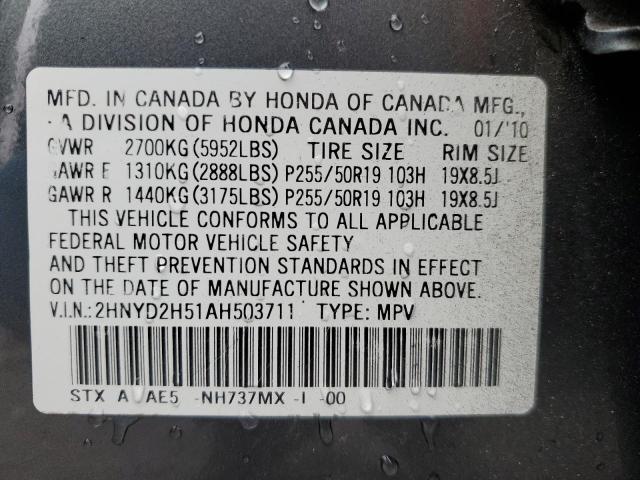 MFD. IN CANADA BY HONDA OF CANADA MFG.,
A DIVISION OF HONDA CANADA INC. 01/'10
GVWR 2700KG(5952LBS) TIRE SIZE RIM SIZE
GAWR F 1310KG(2888LBS) P255/50R19 103H 19X8.5J
GAWR R 1440KG(3175LBS) P255/50R19 103H 19X8.5J
THIS VEHICLE CONFORMS TO ALL APPLICABLE
FEDERAL MOTOR VEHICLE SAFETY
AND THEFT PREVENTION STANDARDS IN EFFECT
ON THE DATE OF MANUFACTURE SHOWN ABOVE.
V.I.N.:2HNYD2H51AH503711 TYPE: MPV
STX A AE5 -NH737MX -I -00